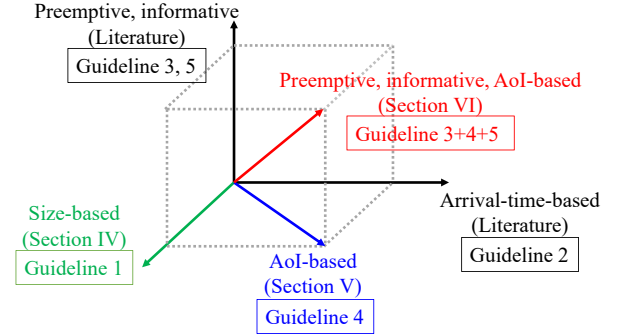 Preemptive, informative
(Literature)
Guideline 3, 5
Preemptive, informative, AoI-based
(Section VI)
Guideline 3+4+5
Arrival-time-based
(Literature)
Guideline 2
Size-based
(Section IV)
Guideline 1
AoI-based
(Section V)
Guideline 4